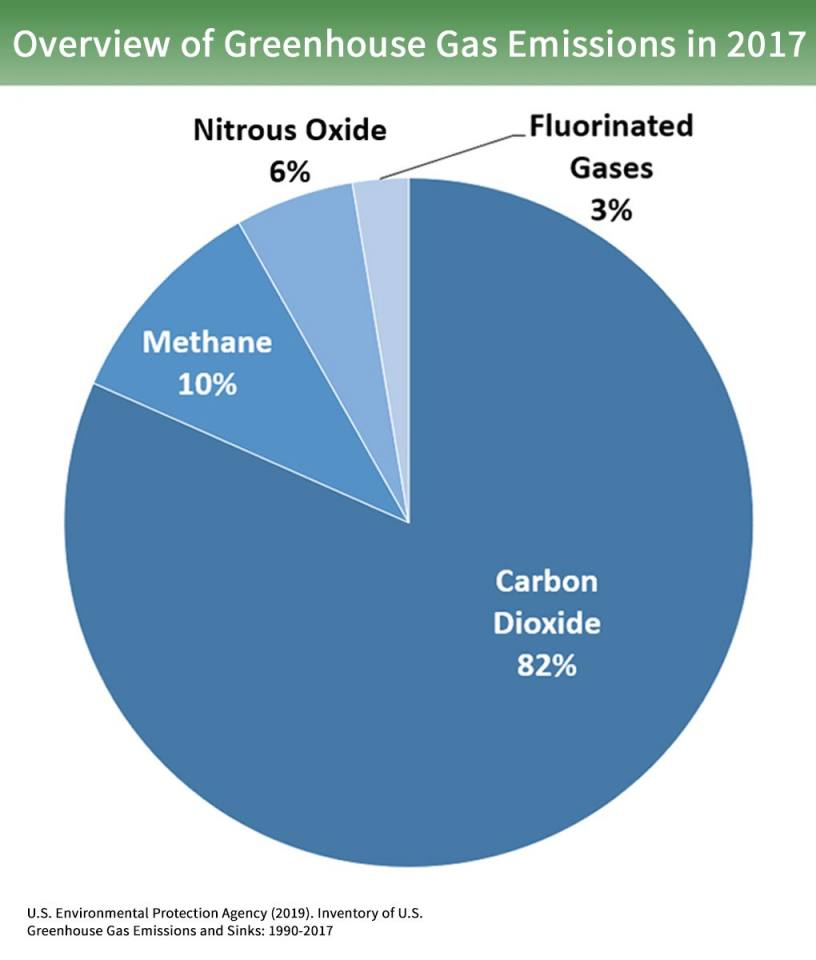 Overview of Greenhouse Gas Emissions in 2017
Nitrous Oxide
6%
Fluorinated
Gases
3%
Methane
10%
Carbon
Dioxide
82%
U.S. Environmental Protection Agency (2019). Inventory of U.S.
Greenhouse Gas Emissions and Sinks: 1990-2017